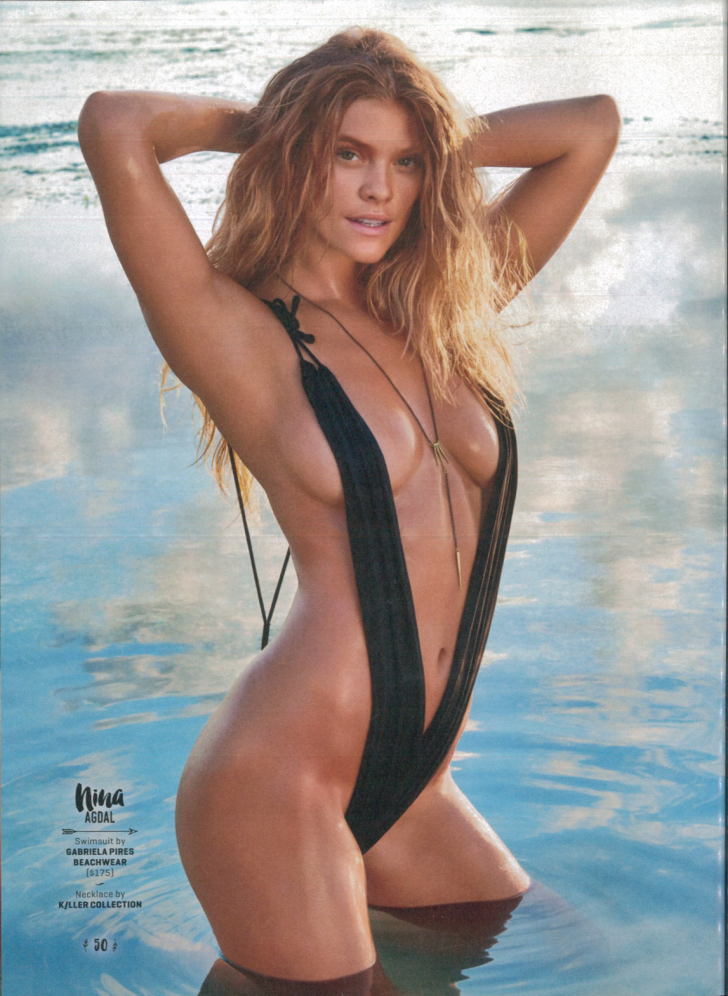 Nina
AGDAL
Swimsuit by
GABRIELA PIRES
BEACHWEAR
($175)
Necklace by
K/LLER COLLECTION
50